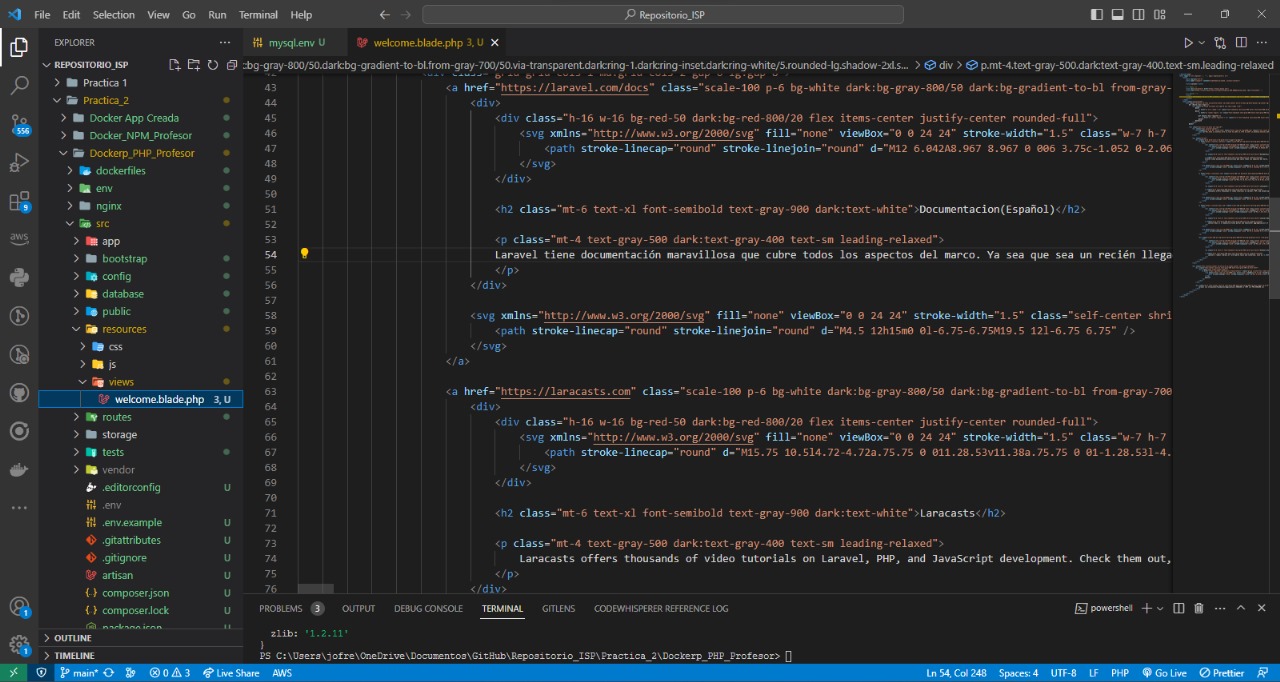 File Edit Selection View Go Run Terminal Help
Repositorio_ISP
EXPLORER
mysql.env U
welcome.blade.php 3, U
REPOSITORIO_ISP
:bg-gray-800/50.dark:bg-gradient-to-bl.from-gray-700/50.via-transparent.dark:ring-1.dark:ring-inset.dark:ring-white/5.rounded-lg.shadow-2xl.s... > div > p.mt-4.text-gray-500.dark:text-gray-400.text-sm.leading-relaxed
Practica 1
Practica_2
Docker App Creada
Docker_NPM_Profesor
Dockerp_PHP_Profesor
dockerfiles
env
nginx
src
app
bootstrap
config
database
public
resources
css
js
views
welcome.blade.php 3, U
routes
storage
tests
vendor
.editorconfig U
.env
.env.example U
.gitattributes U
.gitignore U
artisan U
composer.json U
composer.lock U
package.json U
OUTLINE
TIMELINE
556
9
aws
1
1
43 <a href="https://laravel.com/docs" class="scale-100 p-6 bg-white dark:bg-gray-800/50 dark:bg-gradient-to-bl from-gray-
44 <div>
45 <div class="h-16 w-16 bg-red-50 dark:bg-red-800/20 flex items-center justify-center rounded-full">
46 <svg xmlns="http://www.w3.org/2000/svg" fill="none" viewBox="0 0 24 24" stroke-width="1.5" class="w-7 h-7
47 <path stroke-linecap="round" stroke-linejoin="round" d="M12 6.042A8.967 8.967 0 006 3.75c-1.052 0-2.06
48 </svg>
49 </div>
50
51 <h2 class="mt-6 text-xl font-semibold text-gray-900 dark:text-white">Documentacion(Español)</h2>
52
53 <p class="mt-4 text-gray-500 dark:text-gray-400 text-sm leading-relaxed">
54 Laravel tiene documentación maravillosa que cubre todos los aspectos del marco. Ya sea que sea un recién llega
55 </p>
56 </div>
57
58 <svg xmlns="http://www.w3.org/2000/svg" fill="none" viewBox="0 0 24 24" stroke-width="1.5" class="self-center shri
59 <path stroke-linecap="round" stroke-linejoin="round" d="M4.5 12h15m0 0l-6.75-6.75M19.5 12l-6.75 6.75" />
60 </svg>
61 </a>
62
63 <a href="https://laracasts.com" class="scale-100 p-6 bg-white dark:bg-gray-800/50 dark:bg-gradient-to-bl from-gray-700
64 <div>
65 <div class="h-16 w-16 bg-red-50 dark:bg-red-800/20 flex items-center justify-center rounded-full">
66 <svg xmlns="http://www.w3.org/2000/svg" fill="none" viewBox="0 0 24 24" stroke-width="1.5" class="w-7 h-7
67 <path stroke-linecap="round" d="M15.75 10.5l4.72-4.72a.75.75 0 011.28.53v11.38a.75.75 0 01-1.28.53l-4.
68 </svg>
69 </div>
70
71 <h2 class="mt-6 text-xl font-semibold text-gray-900 dark:text-white">Laracasts</h2>
72
73 <p class="mt-4 text-gray-500 dark:text-gray-400 text-sm leading-relaxed">
74 Laracasts offers thousands of video tutorials on Laravel, PHP, and JavaScript development. Check them out,
75 </p>
76 </div>
PROBLEMS 3 OUTPUT DEBUG CONSOLE TERMINAL GITLENS CODEWHISPERER REFERENCE LOG
powershell
zlib: '1.2.11'
}
PS C:\Users\jofre\OneDrive\Documentos\GitHub\Repositorio_ISP\Practica_2\Dockerp_PHP_Profesor>
main* 0 3 Live Share AWS
Ln 54, Col 248 Spaces: 4 UTF-8 LF PHP Go Live Prettier